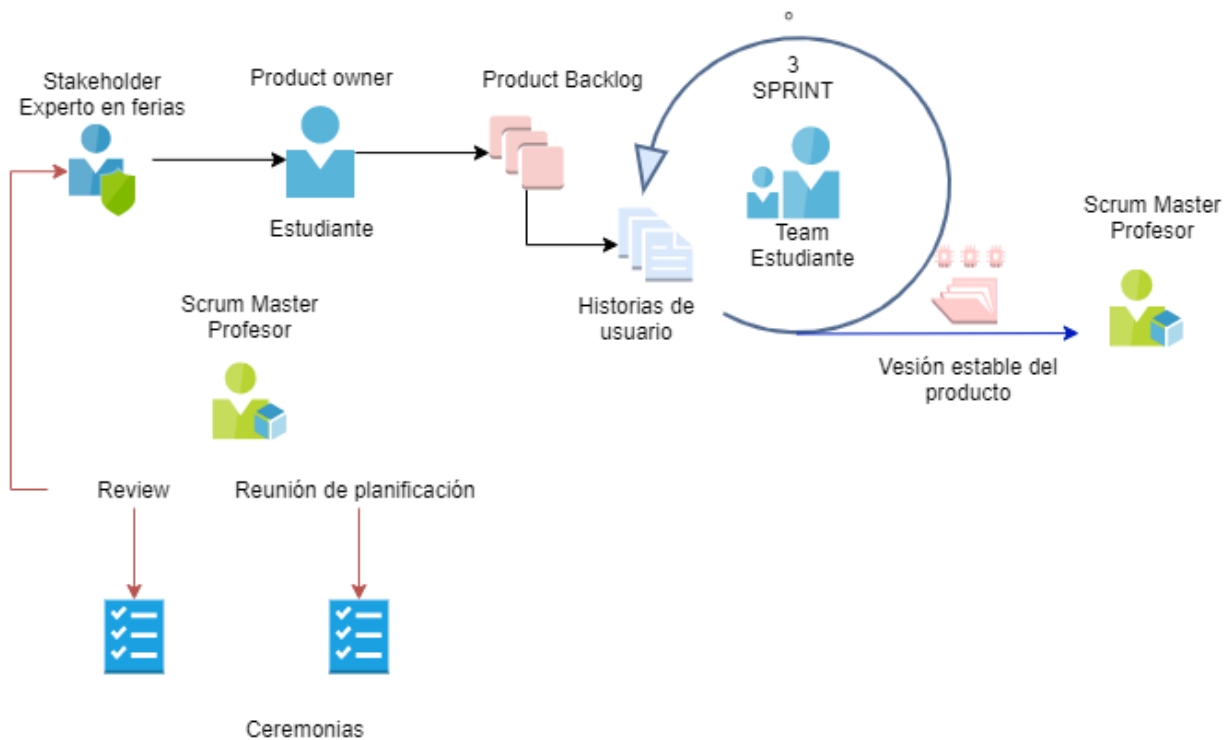 Stakeholder
Experto en ferias
Product owner
Estudiante
Product Backlog
Historias de
usuario
3
SPRINT
Team
Estudiante
Vesión estable del
producto
Scrum Master
Profesor
Scrum Master
Profesor
Review
Reunión de planificación
Ceremonias